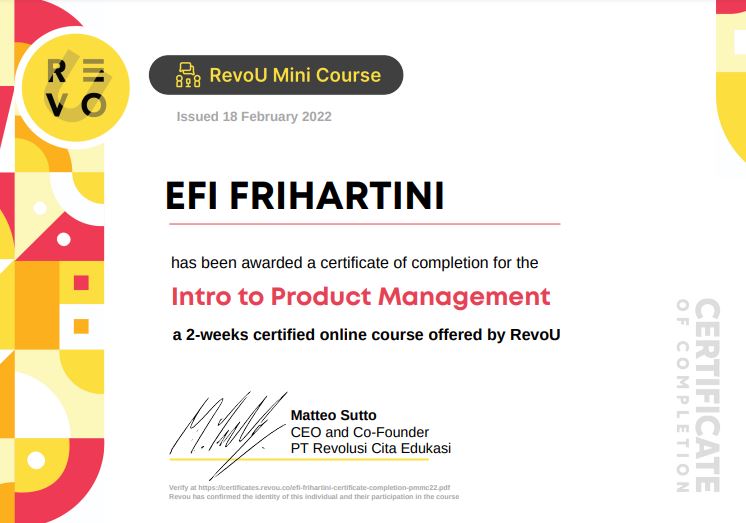 RE
VO
RevoU Mini Course
Issued 18 February 2022
EFI FRIHARTINI
has been awarded a certificate of completion for the
Intro to Product Management
a 2-weeks certified online course offered by RevoU
Matteo Sutto
CEO and Co-Founder
PT Revolusi Cita Edukasi
Verify at https://certificates.revou.co/efi-frihartini-certificate-completion-pmmc22.pdf
Revou has confirmed the identity of this individual and their participation in the course
CERTIFICATE
OF COMPLETION